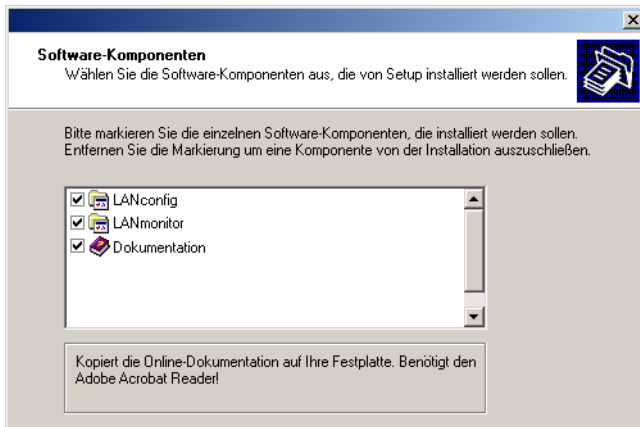 Software-Komponenten
Wählen Sie die Software-Komponenten aus, die von Setup installiert werden sollen.
Bitte markieren Sie die einzelnen Software-Komponenten, die installiert werden sollen.
Entfernen Sie die Markierung um eine Komponente von der Installation auszuschließen.
LANconfig
LANmonitor
Dokumentation
Kopiert die Online-Dokumentation auf Ihre Festplatte. Benötigt den
Adobe Acrobat Reader!